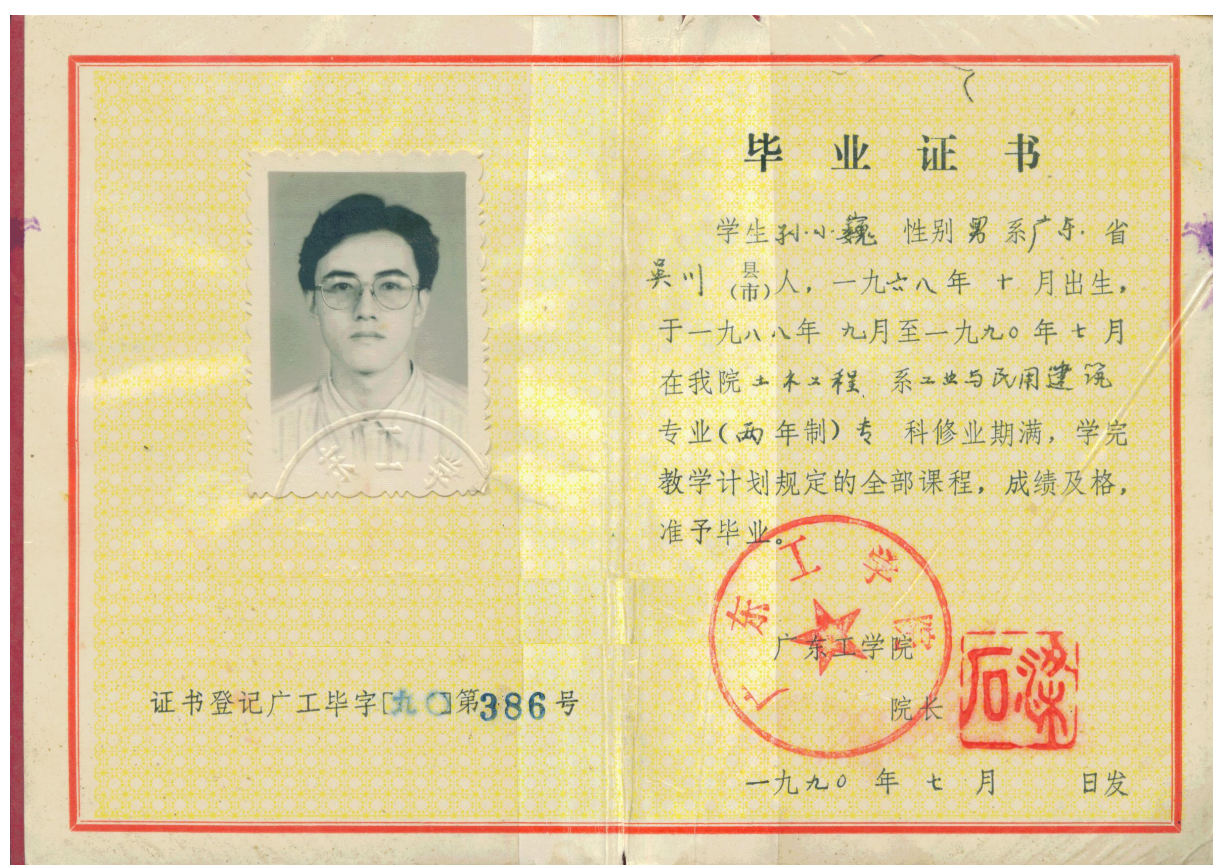 毕业证书
学生孙小巍 性别男系广东省
吴川县(市)人,一九六八年十月出生,
于一九八八年九月至一九九〇年七月
在我院土木工程系工业与民用建筑
专业(两年制)专科修业期满,学完
教学计划规定的全部课程,成绩及格,
准予毕业。
广东工学院
广东工学院
院长
石梁
一九九〇年七月 日发
证书登记广工毕字[九〇]第386号
东工学